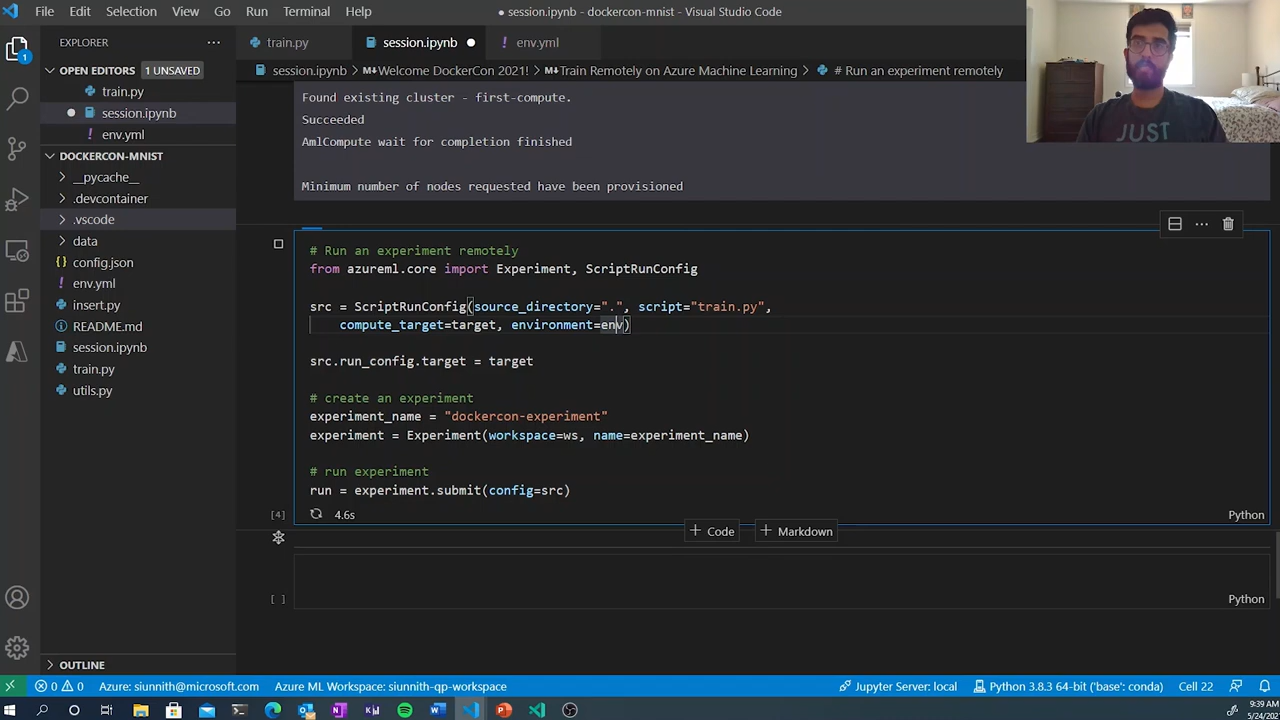 File Edit Selection View Go Run Terminal Help
session.ipynb - dockercon-mnist - Visual Studio Code
EXPLORER
train.py session.ipynb env.yml
OPEN EDITORS 1 UNSAVED
train.py
session.ipynb
env.yml
DOCKERCON-MNIST
__pycache__
.devcontainer
.vscode
data
config.json
env.yml
insert.py
README.md
session.ipynb
train.py
utils.py
OUTLINE
session.ipynb > Welcome DockerCon 2021! > Train Remotely on Azure Machine Learning > # Run an experiment remotely
Found existing cluster - first-compute.
Succeeded
AmlCompute wait for completion finished
Minimum number of nodes requested have been provisioned
# Run an experiment remotely
from azureml.core import Experiment, ScriptRunConfig
src = ScriptRunConfig(source_directory=".", script="train.py",
compute_target=target, environment=env)
src.run_config.target = target
# create an experiment
experiment_name = "dockercon-experiment"
experiment = Experiment(workspace=ws, name=experiment_name)
# run experiment
run = experiment.submit(config=src)
[4] 4.6s Python
+ Code + Markdown
[ ] Python
JUST
0 0 Azure: siunnith@microsoft.com Azure ML Workspace: siunnith-qp-workspace Jupyter Server: local Python 3.8.3 64-bit ('base': conda) Cell 22
9:39 AM